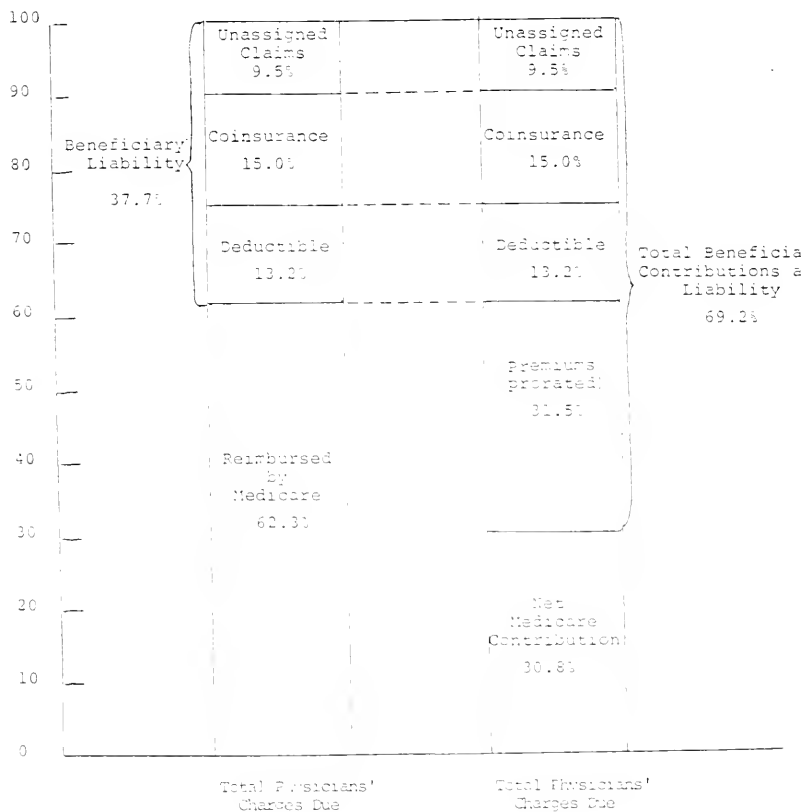 100
90
80
70
60
50
40
30
20
10
0
Beneficiary
Liability
37.7%
Unassigned
Claims
9.5%
Coinsurance
15.0%
Deductible
13.2%
Reimbursed
by
Medicare
62.3%
Total Physicians'
Charges Due
Unassigned
Claims
9.5%
Coinsurance
15.0%
Deductible
13.2%
Premiums
prorated)
31.5%
Net
Medicare
Contribution
30.8%
Total Physicians'
Charges Due
Total Beneficia
Contributions a
Liability
69.2%